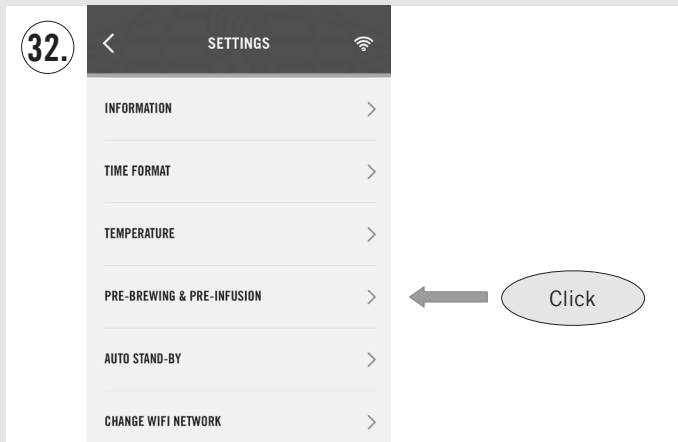 32.
SETTINGS
INFORMATION
TIME FORMAT
TEMPERATURE
PRE-BREWING & PRE-INFUSION
Click
AUTO STAND-BY
CHANGE WIFI NETWORK